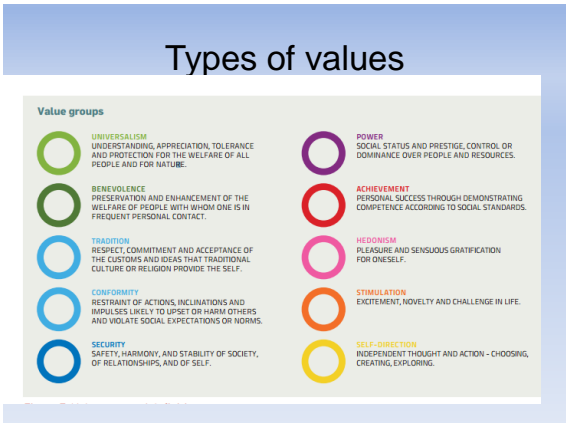 Types of values
Value groups
UNIVERSALISM
UNDERSTANDING, APPRECIATION, TOLERANCE
AND PROTECTION FOR THE WELFARE OF ALL
PEOPLE AND FOR NATURE.
BENEVOLENCE
PRESERVATION AND ENHANCEMENT OF THE
WELFARE OF PEOPLE WITH WHOM ONE IS IN
FREQUENT PERSONAL CONTACT.
TRADITION
RESPECT, COMMITMENT AND ACCEPTANCE OF
THE CUSTOMS AND IDEAS THAT TRADITIONAL
CULTURE OR RELIGION PROVIDE THE SELF.
CONFORMITY
RESTRAINT OF ACTIONS, INCLINATIONS AND
IMPULSES LIKELY TO UPSET OR HARM OTHERS
AND VIOLATE SOCIAL EXPECTATIONS OR NORMS.
SECURITY
SAFETY, HARMONY, AND STABILITY OF SOCIETY,
OF RELATIONSHIPS, AND OF SELF.
POWER
SOCIAL STATUS AND PRESTIGE, CONTROL OR
DOMINANCE OVER PEOPLE AND RESOURCES.
ACHIEVEMENT
PERSONAL SUCCESS THROUGH DEMONSTRATING
COMPETENCE ACCORDING TO SOCIAL STANDARDS.
HEDONISM
PLEASURE AND SENSUOUS GRATIFICATION
FOR ONESELF.
STIMULATION
EXCITEMENT, NOVELTY AND CHALLENGE IN LIFE.
SELF-DIRECTION
INDEPENDENT THOUGHT AND ACTION – CHOOSING,
CREATING, EXPLORING.